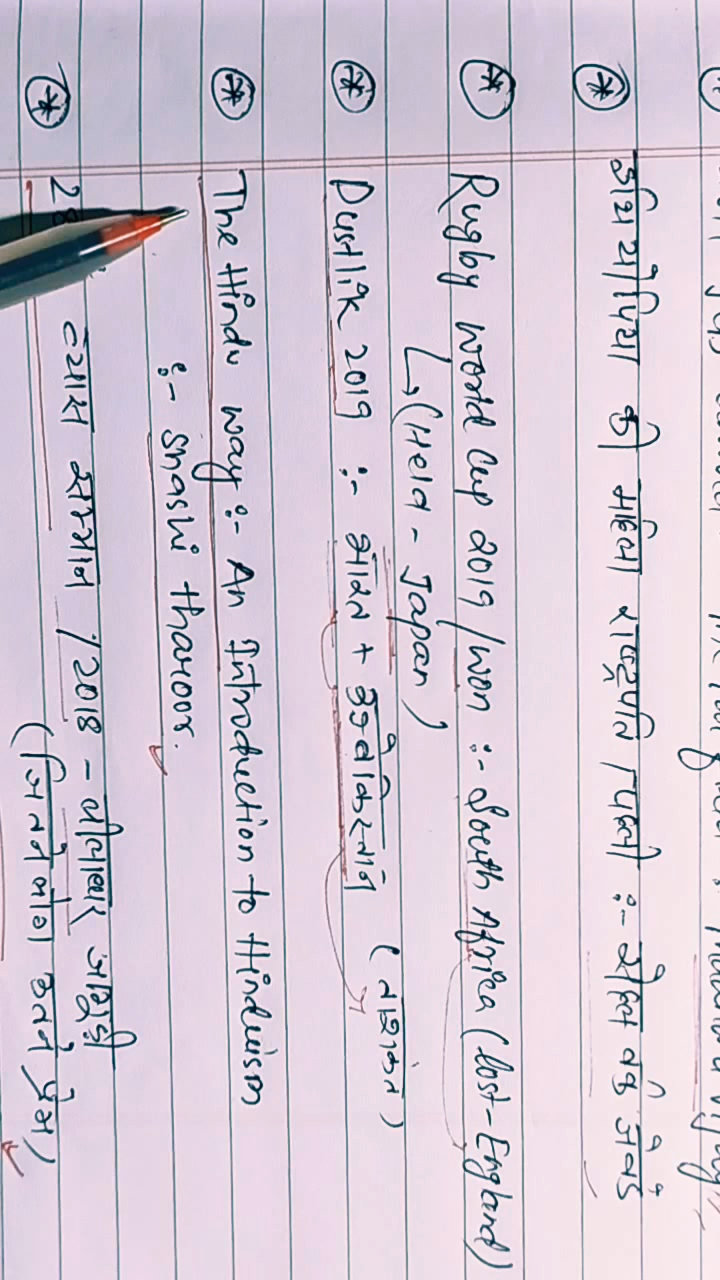 इथियोपिया की महिला राष्ट्रपति / पहली :- सेहल वर्क जेवडे
Rugby world cup 2019 / won :- South Africa (lost - England)
(Held - Japan)
Dustlik 2019 :- भारत + उज्बेकिस्तान (ताशकंत)
The Hindu way :- An Introduction to Hinduism
:- Shashi tharoor.
28 व्यास सम्मान / 2018 - लीलाधर जगूड़ी
(जितने लोग उतने प्रेम)